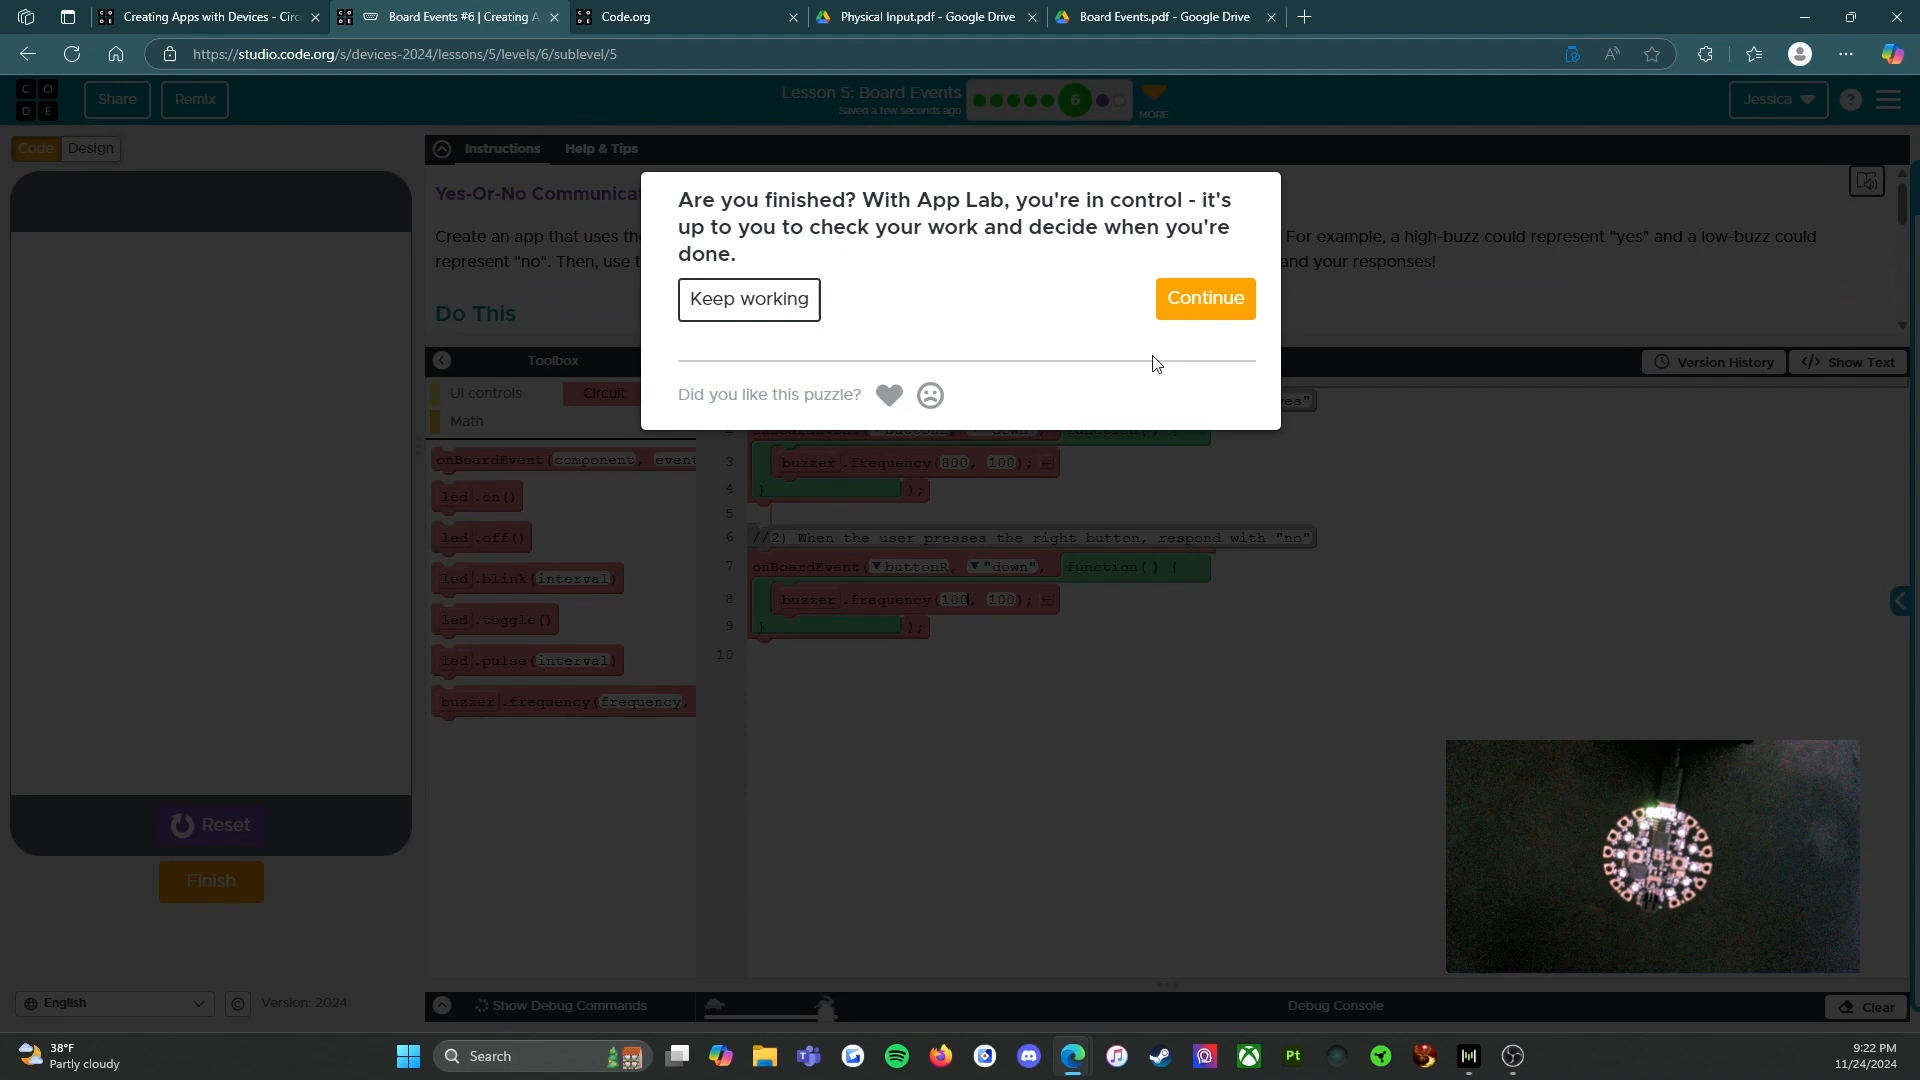 Creating Apps with Devices - Circ
Board Events #6 | Creating A
Code.org
Physical Input.pdf - Google Drive
Board Events.pdf - Google Drive
https://studio.code.org/s/devices-2024/lessons/5/levels/6/sublevel/5
C O
D E
Share
Remix
Lesson 5: Board Events
Saved a few seconds ago
6
MORE
Jessica
?
Code
Design
Instructions
Help & Tips
Yes-Or-No Communicat
Create an app that uses th
For example, a high-buzz could represent "yes" and a low-buzz could
represent "no". Then, use t
and your responses!
Do This
Are you finished? With App Lab, you're in control - it's
up to you to check your work and decide when you're
done.
Keep working
Continue
Did you like this puzzle?
Toolbox
Version History
</> Show Text
UI controls
Circuit
Math
onBoardEvent(component, event
led.on()
led.off()
led.blink(interval)
led.toggle()
led.pulse(interval)
buzzer.frequency(frequency,
yes"
3 buzzer.frequency(800, 100);
4 } );
5
6 //2) When the user presses the right button, respond with "no"
7 onBoardEvent(▼buttonR, ▼"down", function() {
8 buzzer.frequency(100, 100);
9 } );
10
Reset
Finish
English
©
Version: 2024
Show Debug Commands
Debug Console
Clear
38°F
Partly cloudy
Search
Pt
9:22 PM
11/24/2024